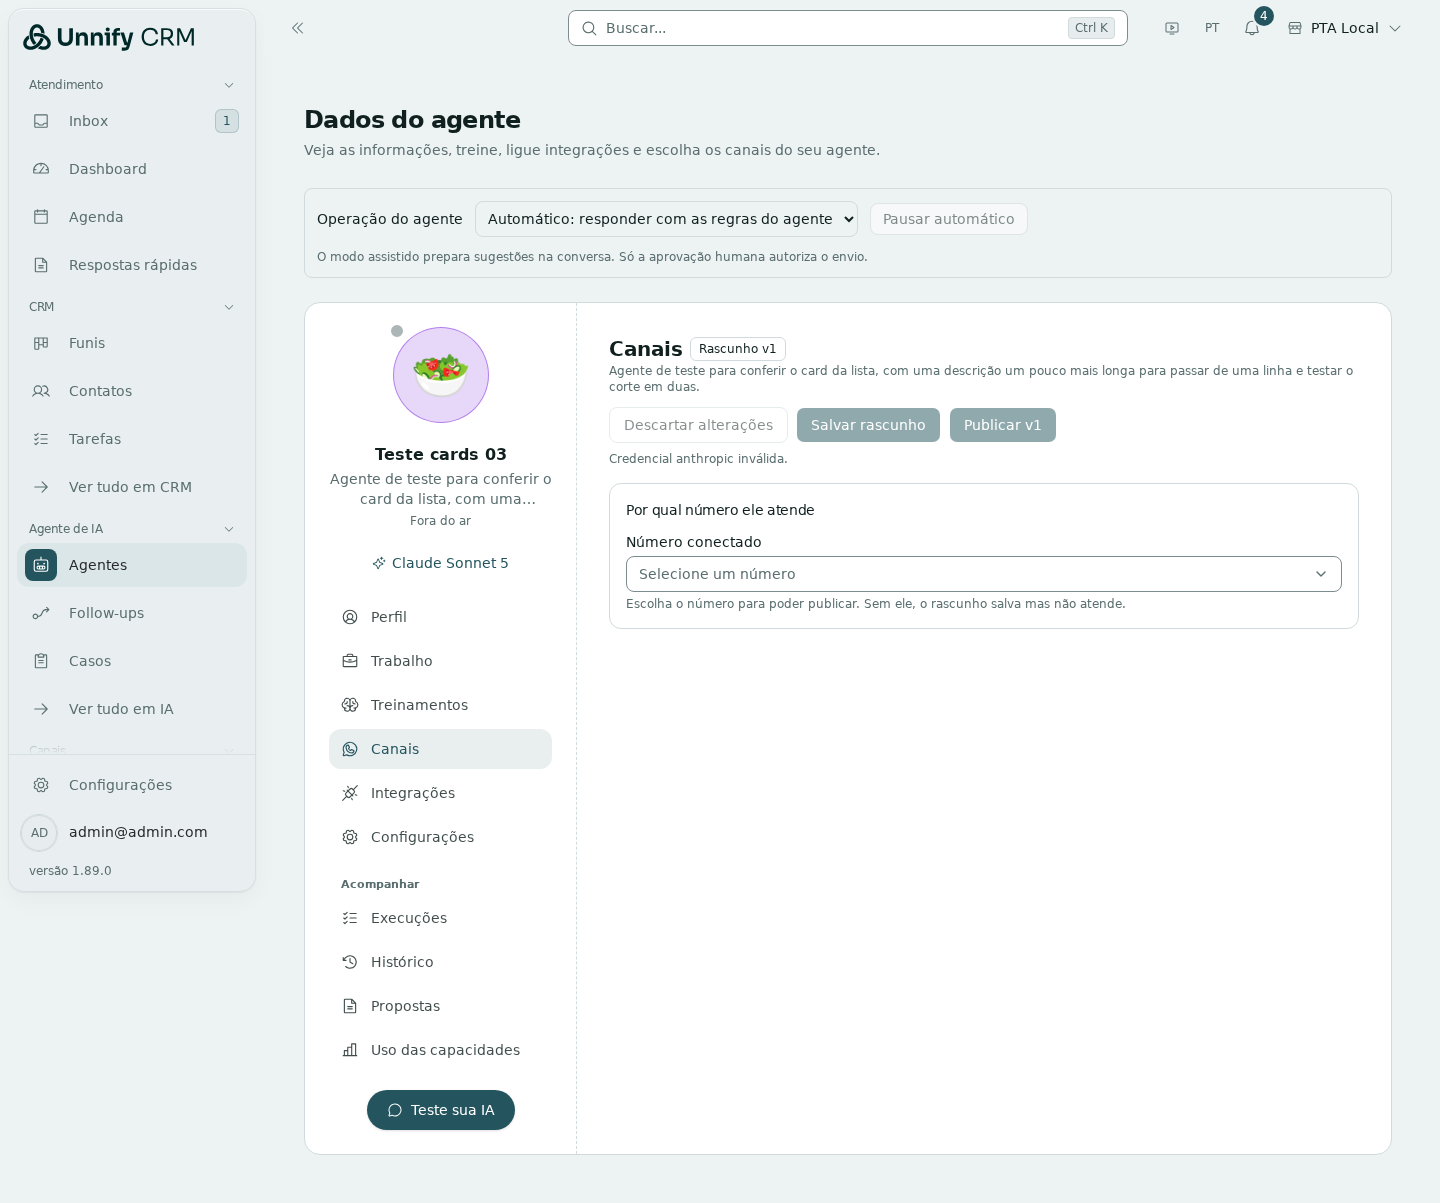 Unnify CRM
Atendimento
Inbox
1
Dashboard
Agenda
Respostas rápidas
CRM
Funis
Contatos
Tarefas
Ver tudo em CRM
Agente de IA
Agentes
Follow-ups
Casos
Ver tudo em IA
Canais
Configurações
AD
admin@admin.com
versão 1.89.0
Buscar...
Ctrl K
PT
4
PTA Local
Dados do agente
Veja as informações, treine, ligue integrações e escolha os canais do seu agente.
Operação do agente
Automático: responder com as regras do agente
Pausar automático
O modo assistido prepara sugestões na conversa. Só a aprovação humana autoriza o envio.
Teste cards 03
Agente de teste para conferir o
card da lista, com uma...
Fora do ar
Claude Sonnet 5
Perfil
Trabalho
Treinamentos
Canais
Integrações
Configurações
Acompanhar
Execuções
Histórico
Propostas
Uso das capacidades
Teste sua IA
Canais
Rascunho v1
Agente de teste para conferir o card da lista, com uma descrição um pouco mais longa para passar de uma linha e testar o
corte em duas.
Descartar alterações
Salvar rascunho
Publicar v1
Credencial anthropic inválida.
Por qual número ele atende
Número conectado
Selecione um número
Escolha o número para poder publicar. Sem ele, o rascunho salva mas não atende.